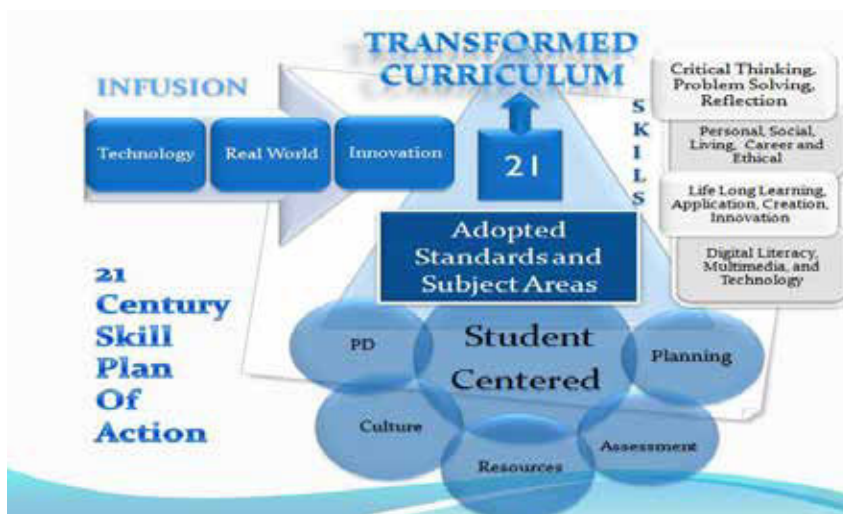 TRANSFORMED
CURRICULUM
INFUSION
Technology
Real World
Innovation
21
SKILLS
Critical Thinking,
Problem Solving,
Reflection
Personal, Social,
Living, Career and
Ethical
Life Long Learning,
Application, Creation,
Innovation
Digital Literacy,
Multimedia, and
Technology
Adopted
Standards and
Subject Areas
21
Century
Skill
Plan
Of
Action
PD
Student
Centered
Planning
Culture
Resources
Assessment